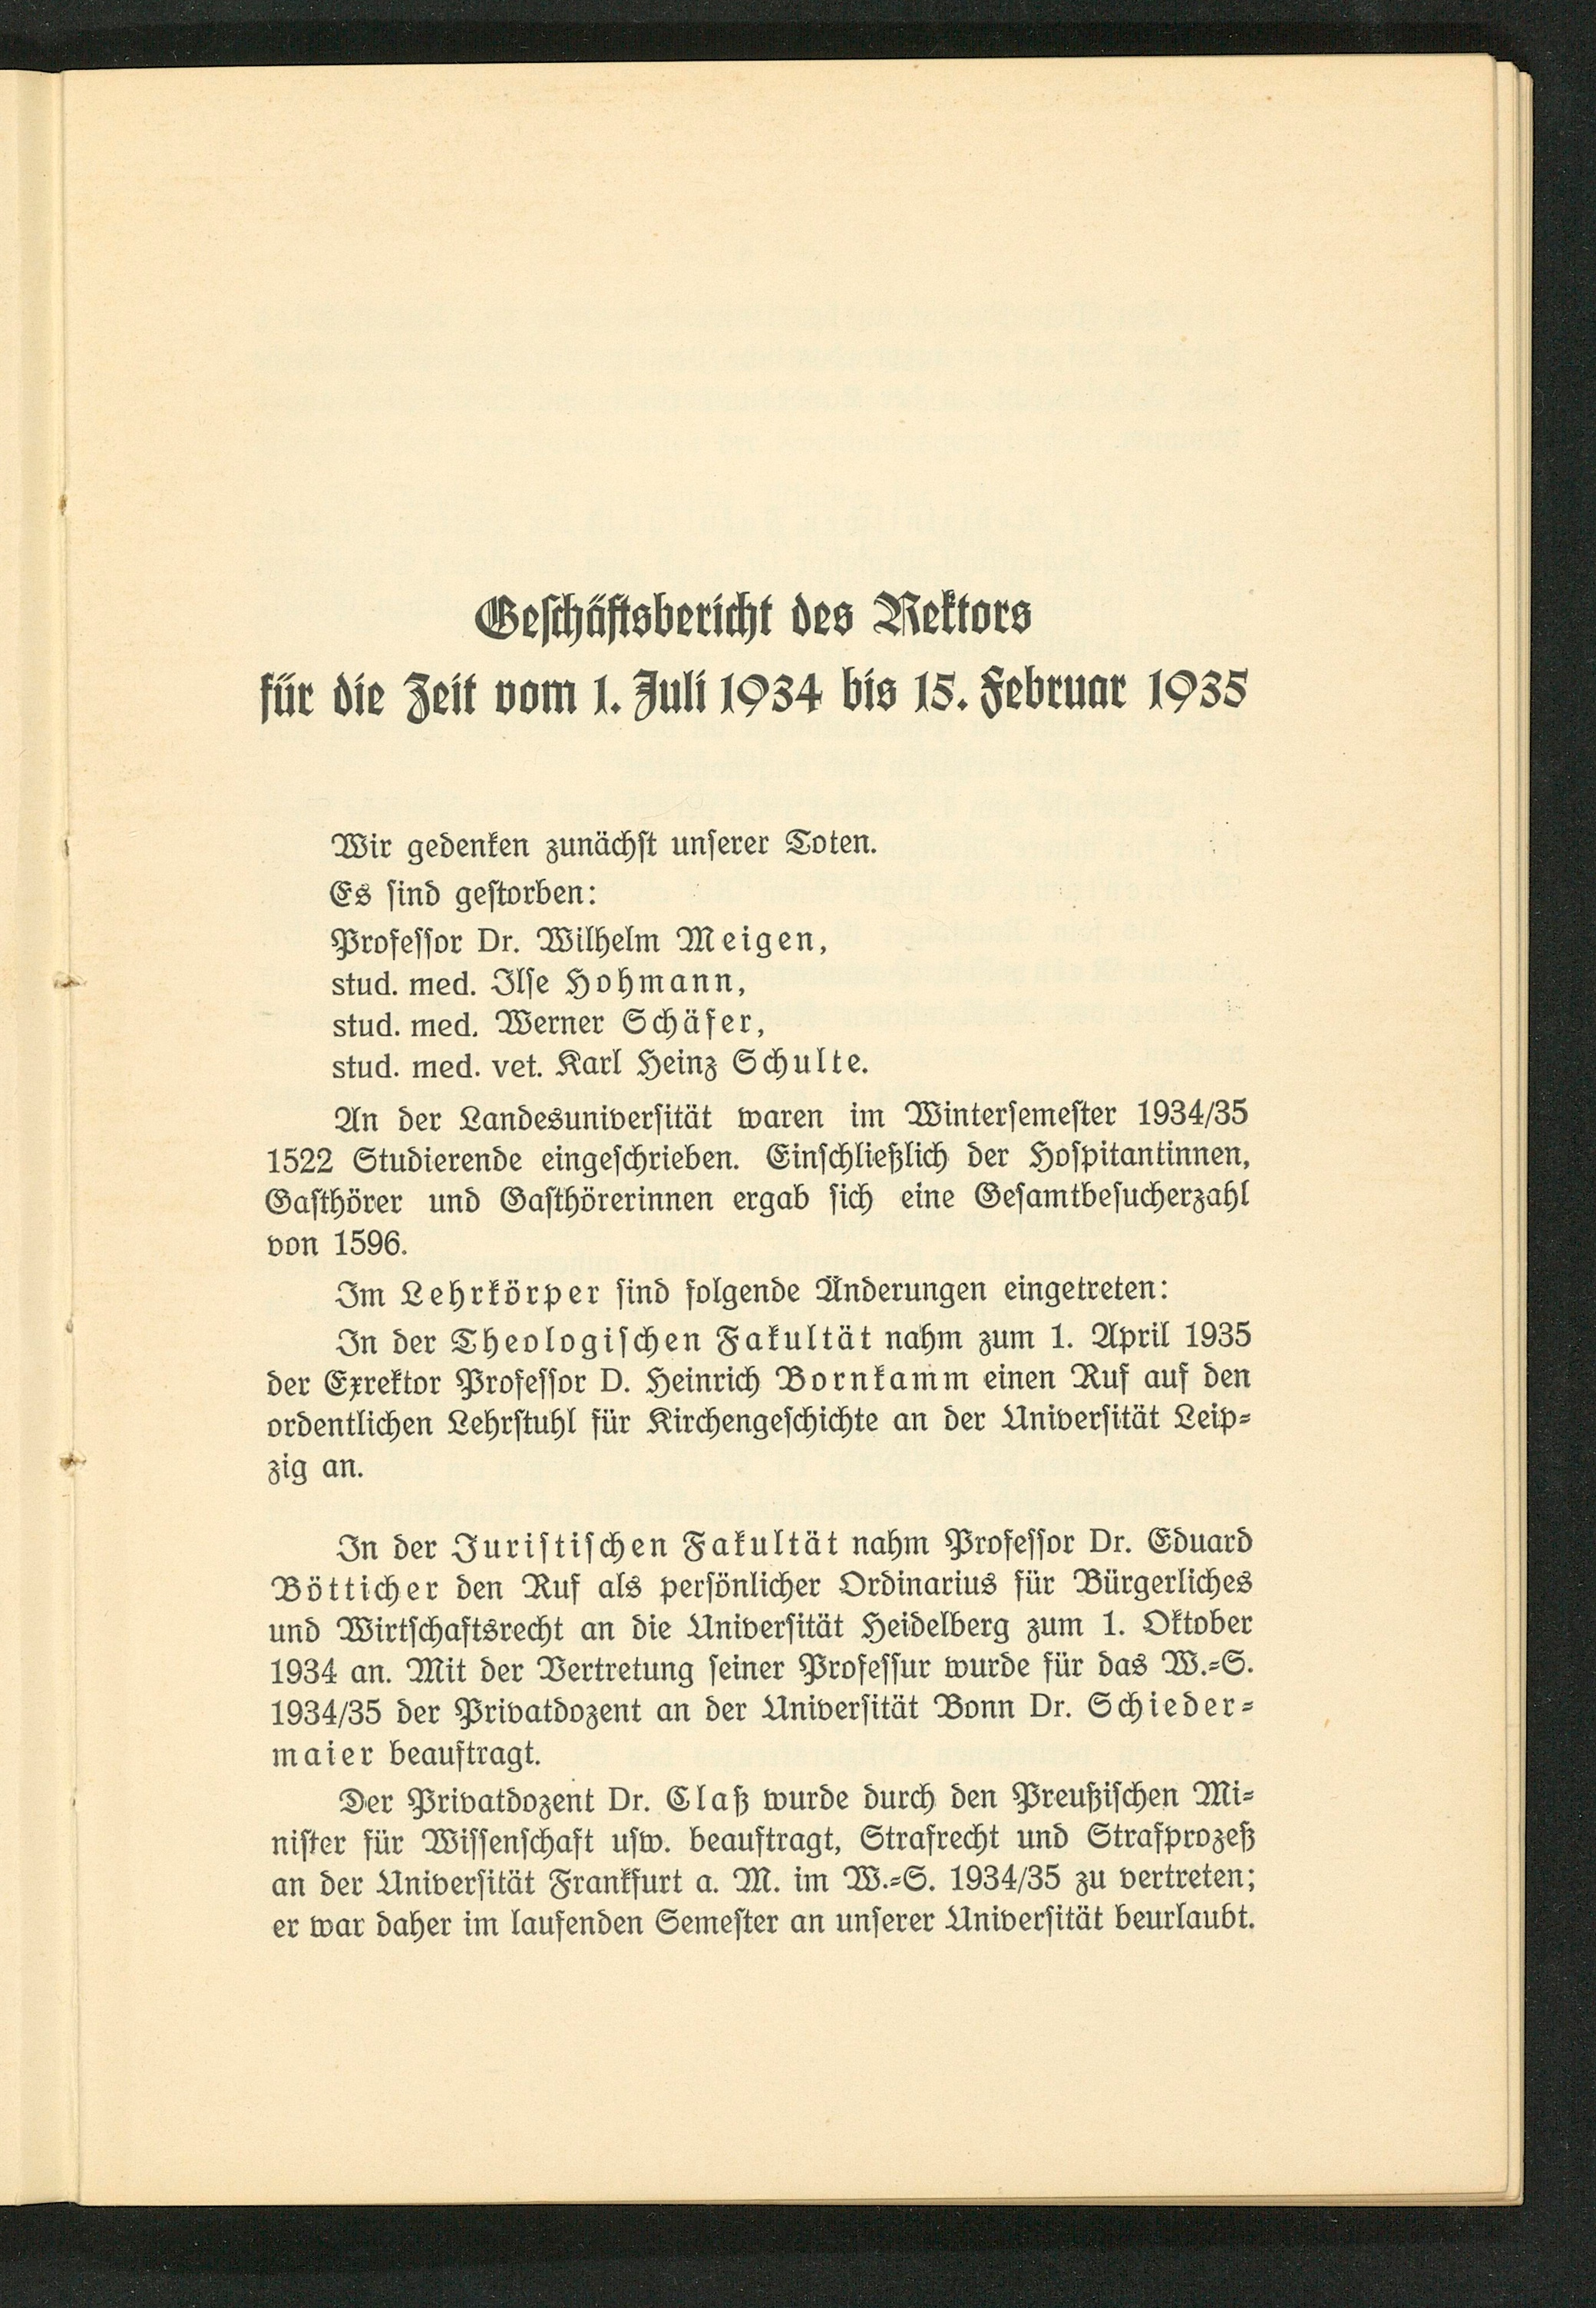 Geschäftsbericht des Rektors
für die Zeit vom 1. Juli 1934 bis 15. Februar 1935
Wir gedenken zunächst unserer Toten.
Es sind gestorben:
Professor Dr. Wilhelm Meigen,
stud. med. Ilse Hohmann,
stud. med. Werner Schäfer,
stud. med. vet. Karl Heinz Schulte.
An der Landesuniversität waren im Wintersemester 1934/35
1522 Studierende eingeschrieben. Einschließlich der Hospitantinnen,
Gasthörer und Gasthörerinnen ergab sich eine Gesamtbesucherzahl
von 1596.
Im Lehrkörper sind folgende Änderungen eingetreten:
In der Theologischen Fakultät nahm zum 1. April 1935
der Exrektor Professor D. Heinrich Bornkamm einen Ruf auf den
ordentlichen Lehrstuhl für Kirchengeschichte an der Universität Leip-
zig an.
In der Juristischen Fakultät nahm Professor Dr. Eduard
Bötticher den Ruf als persönlicher Ordinarius für Bürgerliches
und Wirtschaftsrecht an die Universität Heidelberg zum 1. Oktober
1934 an. Mit der Vertretung seiner Professur wurde für das W.-S.
1934/35 der Privatdozent an der Universität Bonn Dr. Schieder-
maier beauftragt.
Der Privatdozent Dr. Claß wurde durch den Preußischen Mi-
nister für Wissenschaft usw. beauftragt, Strafrecht und Strafprozeß
an der Universität Frankfurt a. M. im W.-S. 1934/35 zu vertreten;
er war daher im laufenden Semester an unserer Universität beurlaubt.